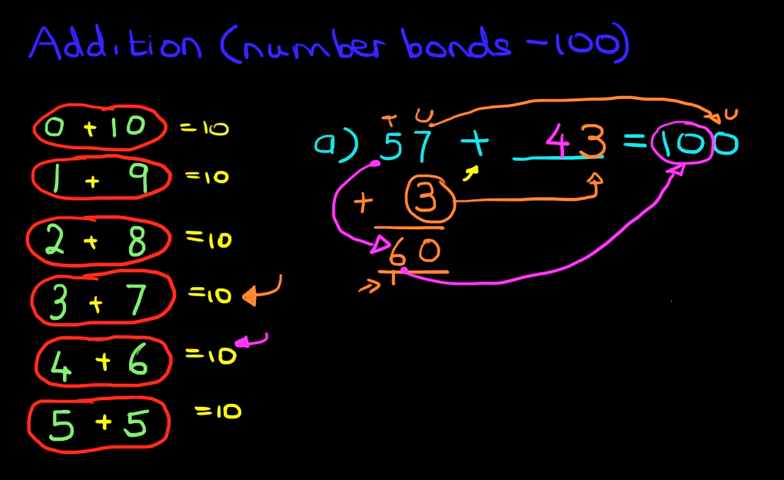 Addition (number bonds - 100)
0 + 10 = 10
1 + 9 = 10
2 + 8 = 10
3 + 7 = 10
4 + 6 = 10
5 + 5 = 10
T U U
a) 57 + 43 = 100
+ 3
60
1